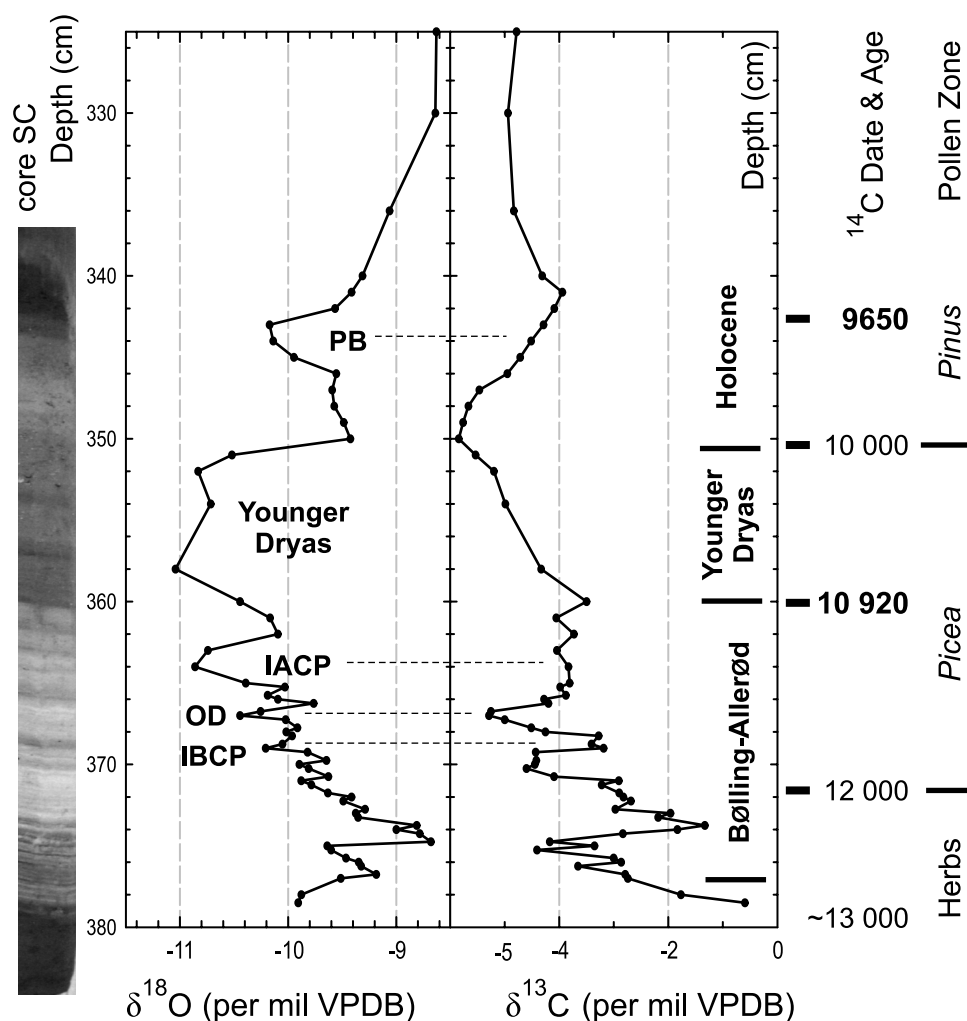 core SC
Depth (cm)
330
340
350
360
370
380
-11
-10
-9
δ18O (per mil VPDB)
PB
Younger
Dryas
IACP
OD
IBCP
-5
-4
-3
-2
-1
0
δ13C (per mil VPDB)
Depth (cm)
Holocene
Younger
Dryas
Bølling-Allerød
14C Date & Age
9650
10 000
10 920
12 000
~13 000
Pollen Zone
Pinus
Picea
Herbs